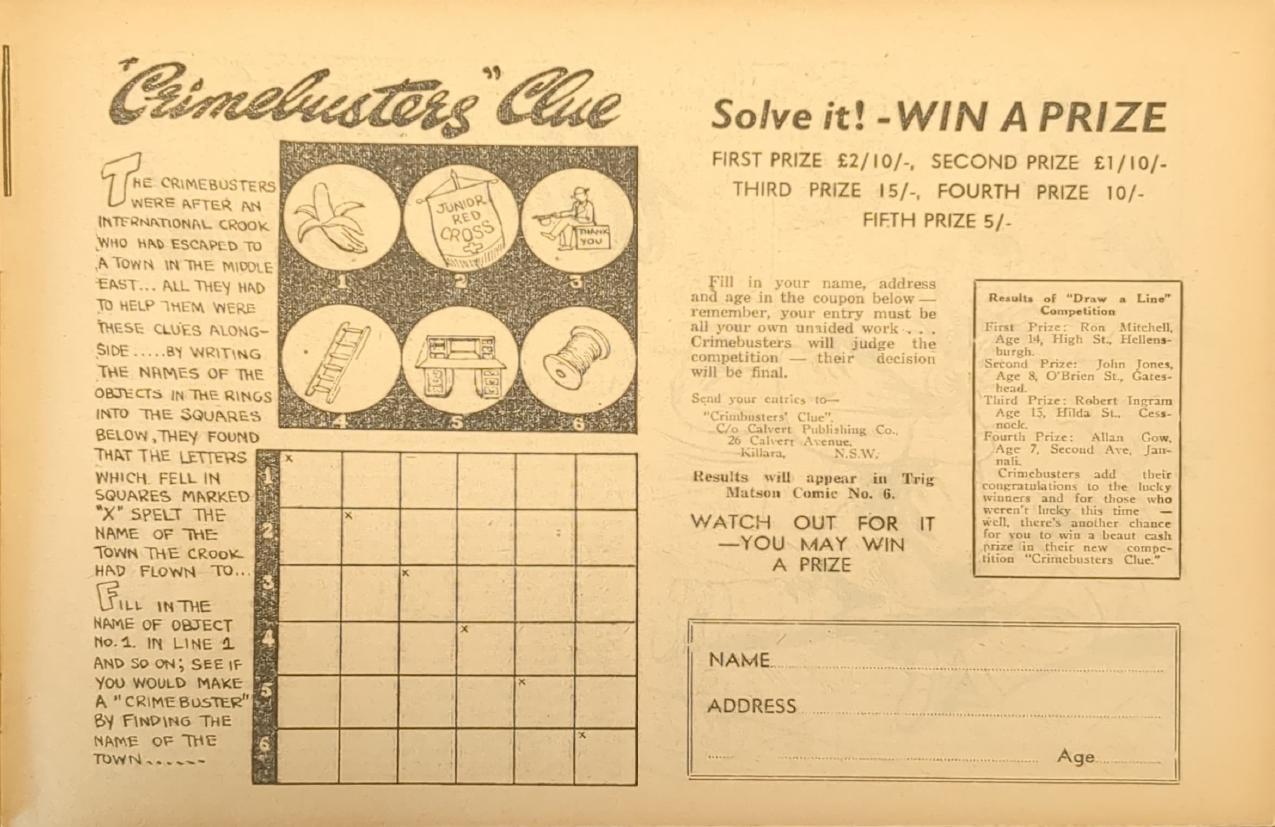 "Crimebusters" Clue
THE CRIMEBUSTERS
WERE AFTER AN
INTERNATIONAL CROOK
WHO HAD ESCAPED TO
A TOWN IN THE MIDDLE
EAST... ALL THEY HAD
TO HELP THEM WERE
THESE CLUES ALONG-
SIDE.....BY WRITING
THE NAMES OF THE
OBJECTS IN THE RINGS
INTO THE SQUARES
BELOW, THEY FOUND
THAT THE LETTERS
WHICH FELL IN
SQUARES MARKED
"X" SPELT THE
NAME OF THE
TOWN THE CROOK
HAD FLOWN TO...
FILL IN THE
NAME OF OBJECT
No.1. IN LINE 1
AND SO ON; SEE IF
YOU WOULD MAKE
A "CRIMEBUSTER"
BY FINDING THE
NAME OF THE
TOWN......
JUNIOR
RED
CROSS
THANK
YOU
1 2 3
4 5 6
1 x
2 x
3 x
4 x
5 x
6 x
Solve it! -WIN A PRIZE
FIRST PRIZE £2/10/-, SECOND PRIZE £1/10/-
THIRD PRIZE 15/-, FOURTH PRIZE 10/-
FIFTH PRIZE 5/-
Fill in your name, address
and age in the coupon below —
remember, your entry must be
all your own unaided work . . .
Crimebusters will judge the
competition — their decision
will be final.
Send your entries to—
"Crimbusters' Clue",
C/o Calvert Publishing Co.,
26 Calvert Avenue,
Killara, N.S.W.
Results will appear in Trig
Matson Comic No. 6.
WATCH OUT FOR IT
—YOU MAY WIN
A PRIZE
Results of "Draw a Line"
Competition
First Prize: Ron Mitchell,
Age 14, High St., Hellens-
burgh.
Second Prize: John Jones,
Age 8, O'Brien St., Gates-
head.
Third Prize: Robert Ingram
Age 15, Hilda St., Cess-
nock.
Fourth Prize: Allan Gow,
Age 7, Second Ave, Jan-
nali.
Crimebusters add their
congratulations to the lucky
winners and for those who
weren't lucky this time —
well, there's another chance
for you to win a beaut cash
prize in their new compe-
tition "Crimebusters Clue."
NAME
ADDRESS
Age